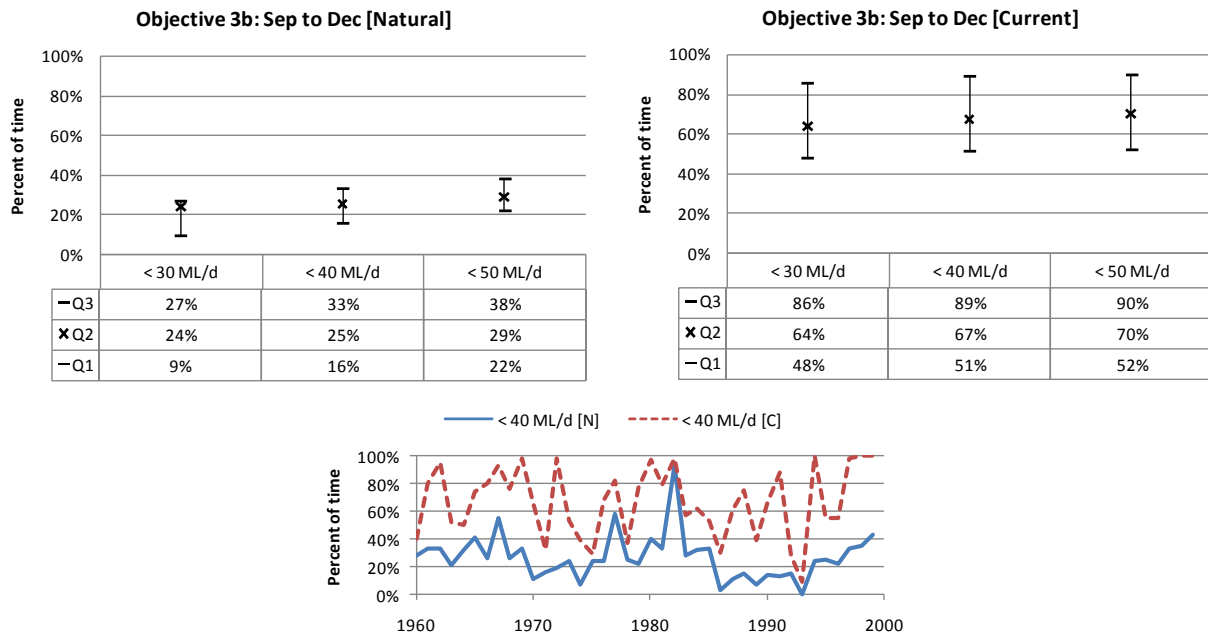 Objective 3b: Sep to Dec [Natural]
100%
80%
60%
40%
20%
0%
Percent of time
< 30 ML/d < 40 ML/d < 50 ML/d
Q3 27% 33% 38%
Q2 24% 25% 29%
Q1 9% 16% 22%
Objective 3b: Sep to Dec [Current]
100%
80%
60%
40%
20%
0%
Percent of time
< 30 ML/d < 40 ML/d < 50 ML/d
Q3 86% 89% 90%
Q2 64% 67% 70%
Q1 48% 51% 52%
< 40 ML/d [N] < 40 ML/d [C]
100%
80%
60%
40%
20%
0%
Percent of time
1960 1970 1980 1990 2000